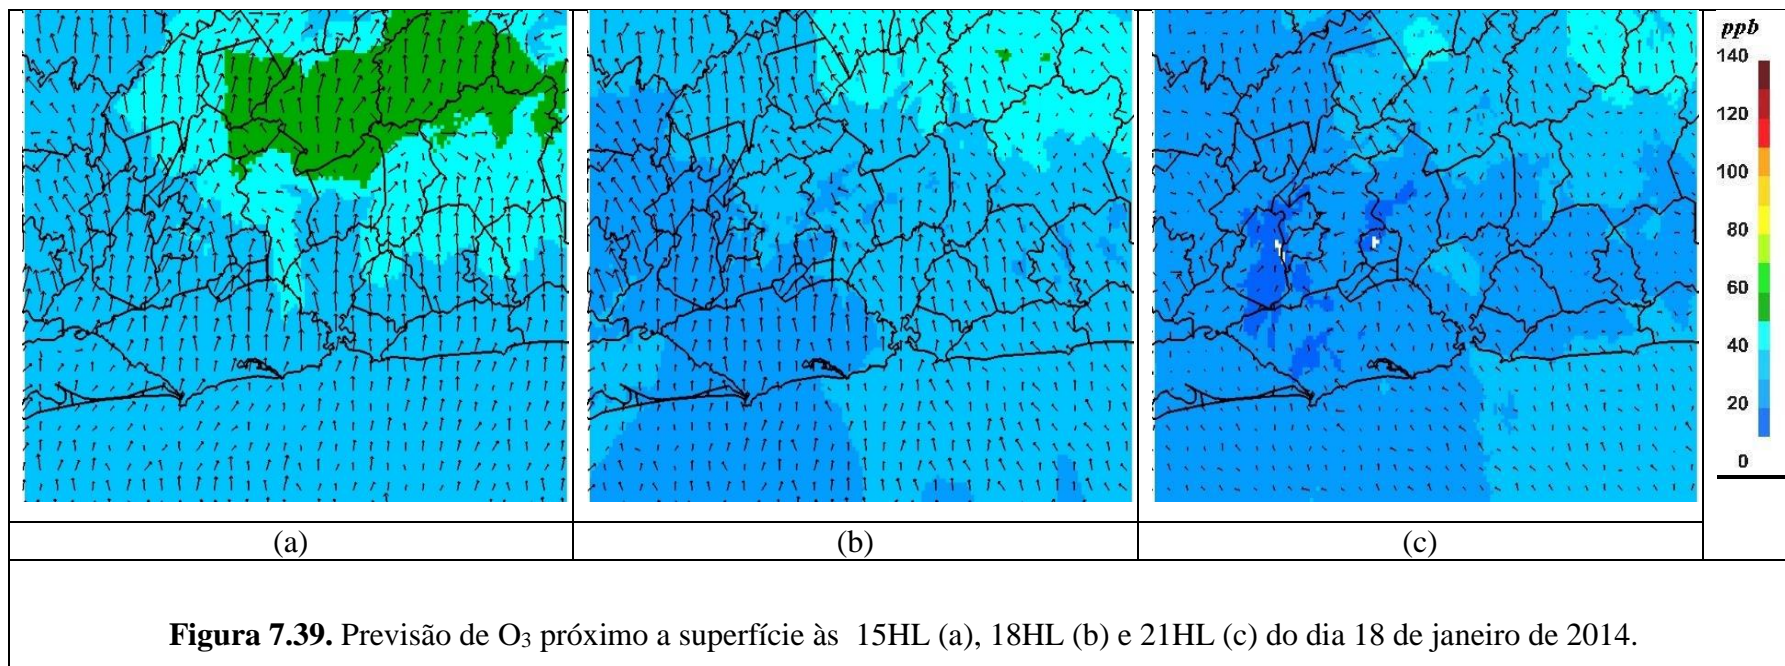 ppb
140
120
100
80
60
40
20
0
(a) (b) (c)
Figura 7.39. Previsão de O₃ próximo a superfície às 15HL (a), 18HL (b) e 21HL (c) do dia 18 de janeiro de 2014.